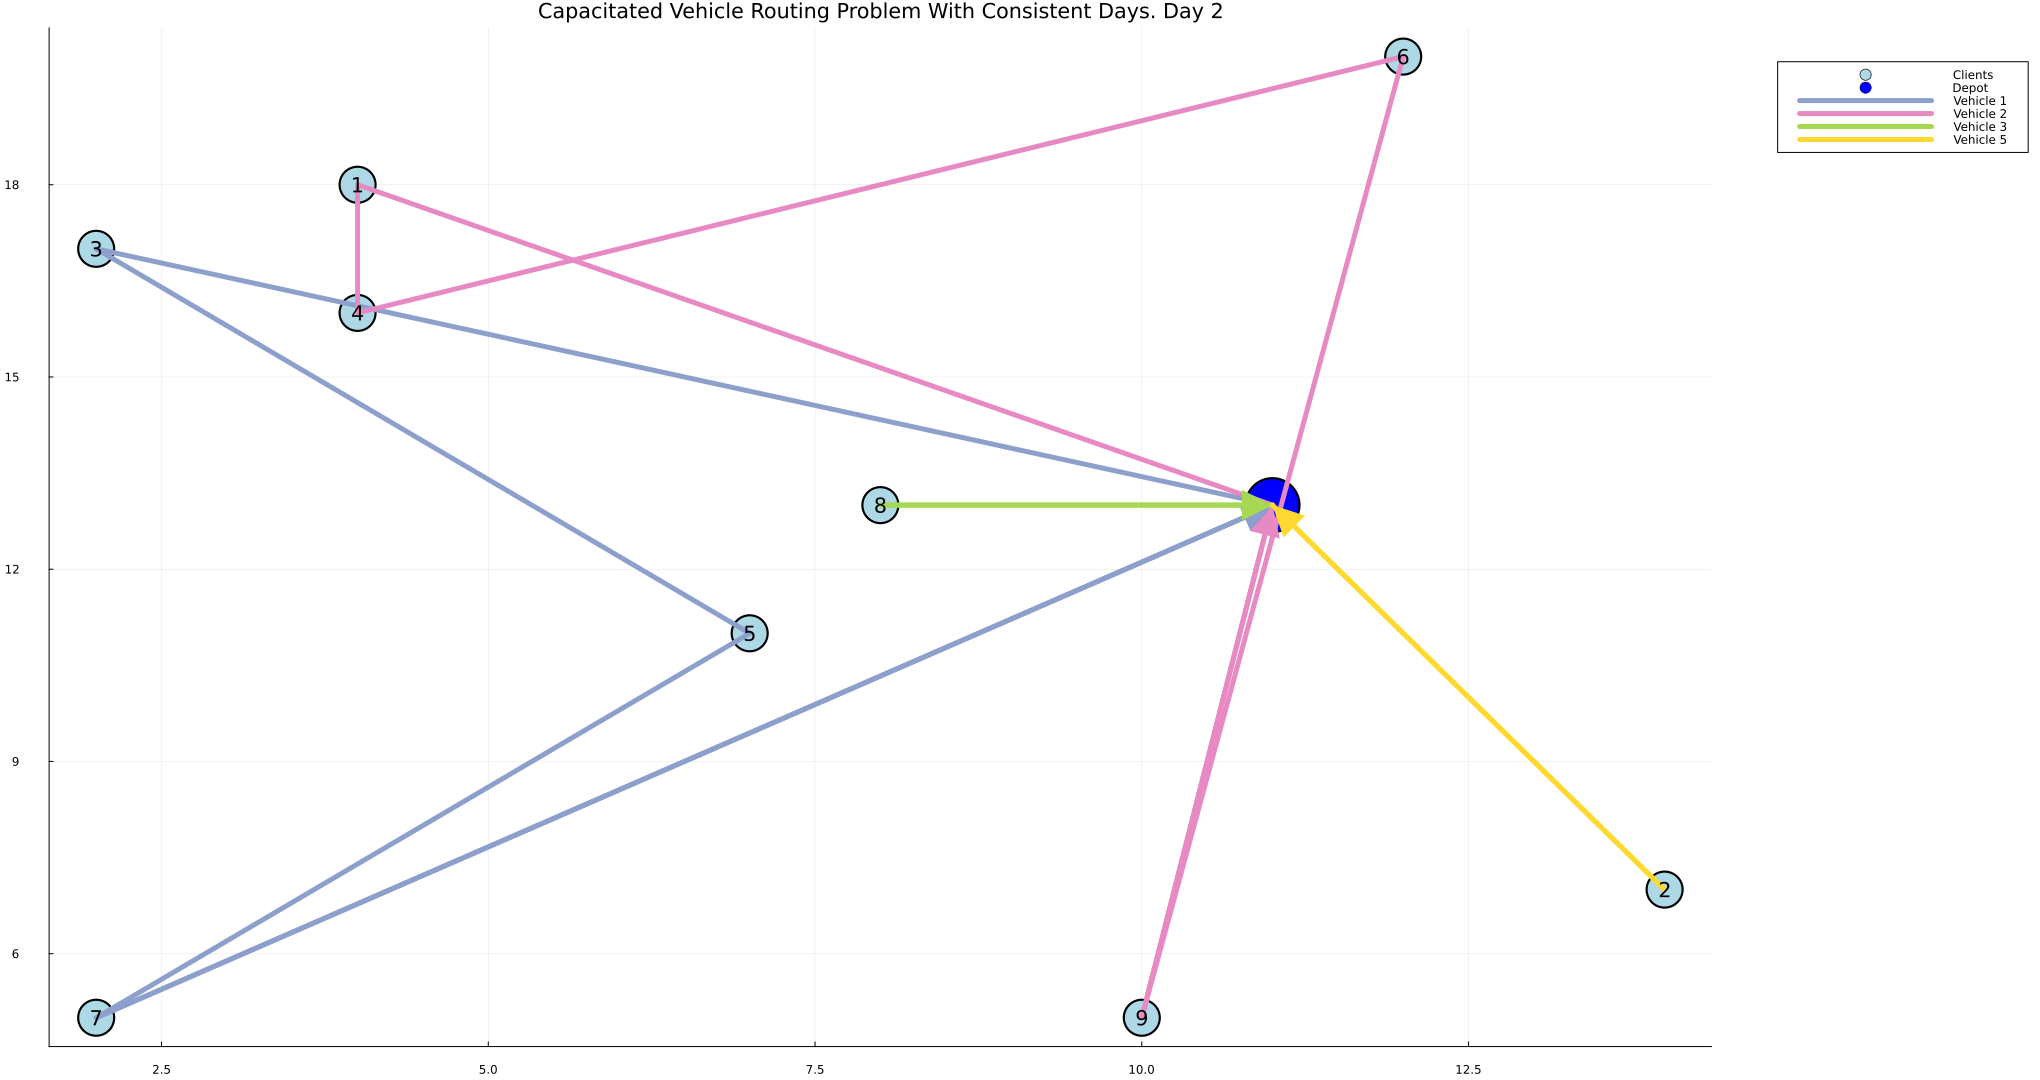 Capacitated Vehicle Routing Problem With Consistent Days. Day 2
Clients
Depot
Vehicle 1
Vehicle 2
Vehicle 3
Vehicle 5
6
1
3
4
8
5
2
7
9
18
15
12
9
6
2.5
5.0
7.5
10.0
12.5